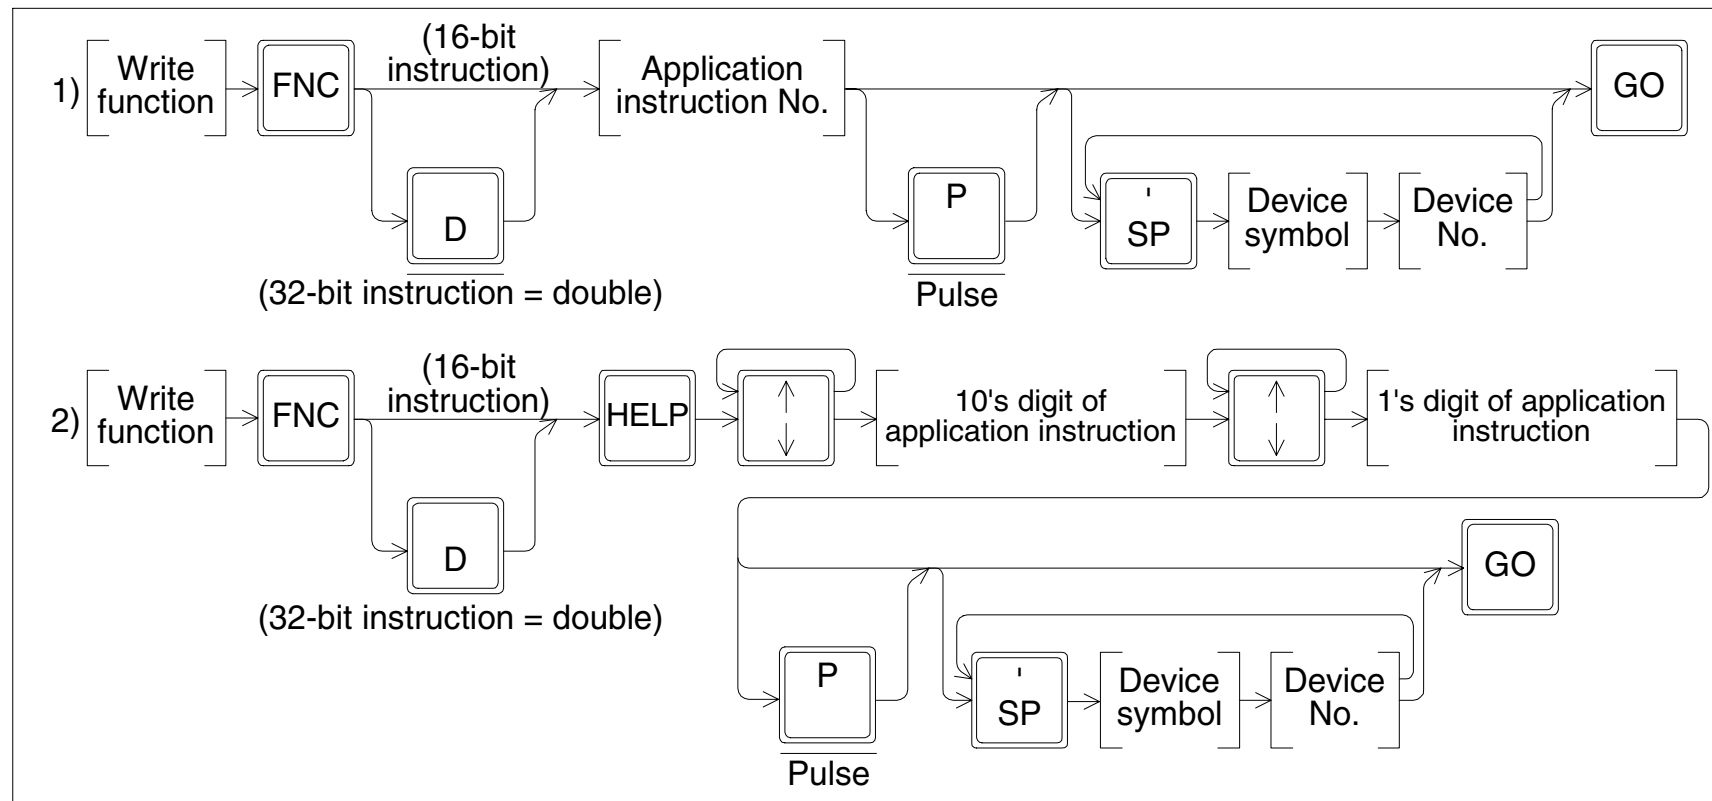 1)
Write
function
FNC
(16-bit
instruction)
D
(32-bit instruction = double)
Application
instruction No.
P
Pulse
'
SP
Device
symbol
Device
No.
GO
2)
Write
function
FNC
(16-bit
instruction)
D
(32-bit instruction = double)
HELP
10's digit of
application instruction
1's digit of application
instruction
P
Pulse
'
SP
Device
symbol
Device
No.
GO